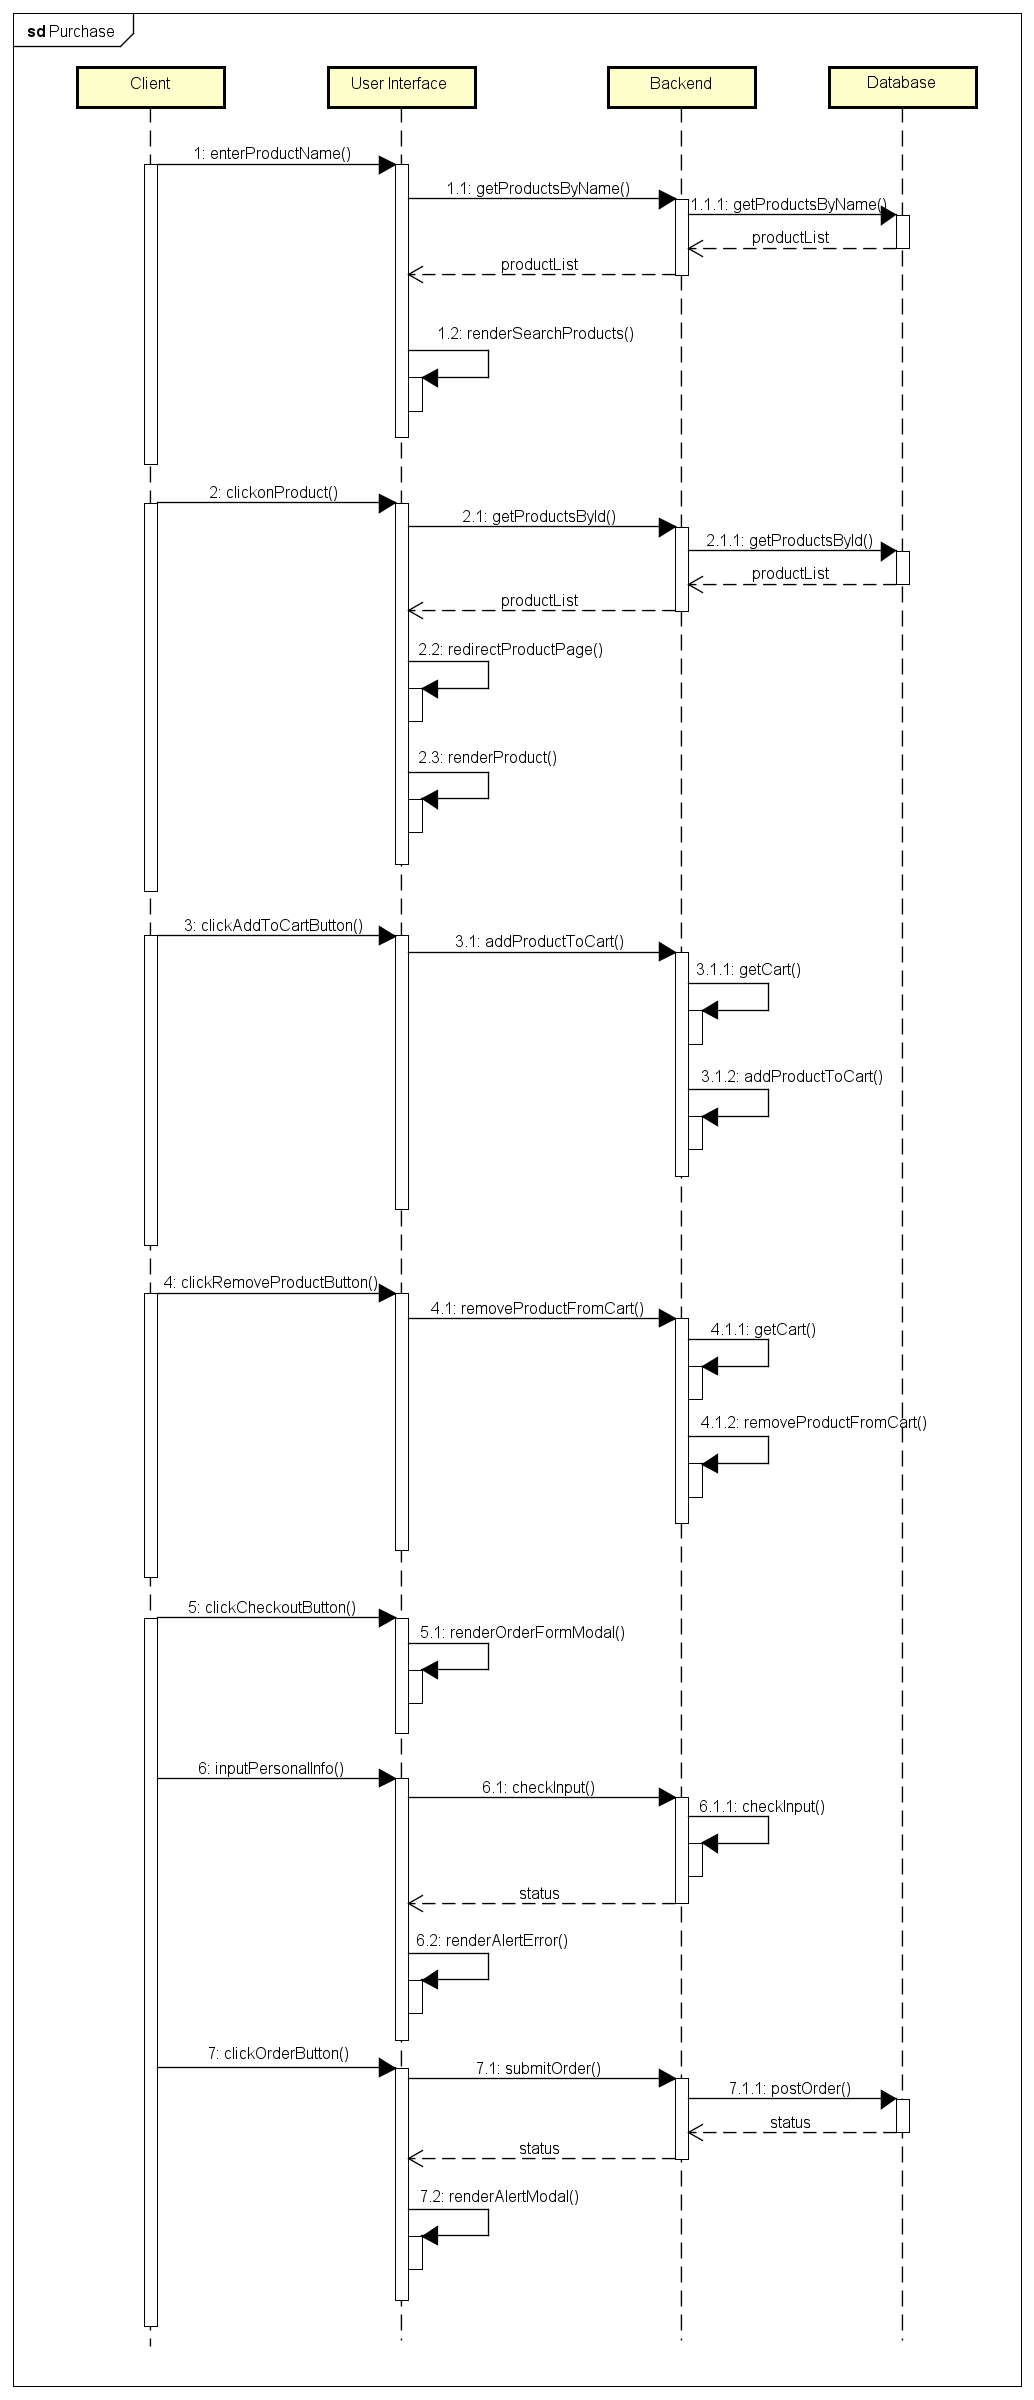 sd Purchase
Client
User Interface
Backend
Database
1: enterProductName()
1.1: getProductsByName()
1.1.1: getProductsByName()
productList
productList
1.2: renderSearchProducts()
2: clickonProduct()
2.1: getProductsById()
2.1.1: getProductsById()
productList
productList
2.2: redirectProductPage()
2.3: renderProduct()
3: clickAddToCartButton()
3.1: addProductToCart()
3.1.1: getCart()
3.1.2: addProductToCart()
4: clickRemoveProductButton()
4.1: removeProductFromCart()
4.1.1: getCart()
4.1.2: removeProductFromCart()
5: clickCheckoutButton()
5.1: renderOrderFormModal()
6: inputPersonalInfo()
6.1: checkInput()
6.1.1: checkInput()
status
6.2: renderAlertError()
7: clickOrderButton()
7.1: submitOrder()
7.1.1: postOrder()
status
status
7.2: renderAlertModal()